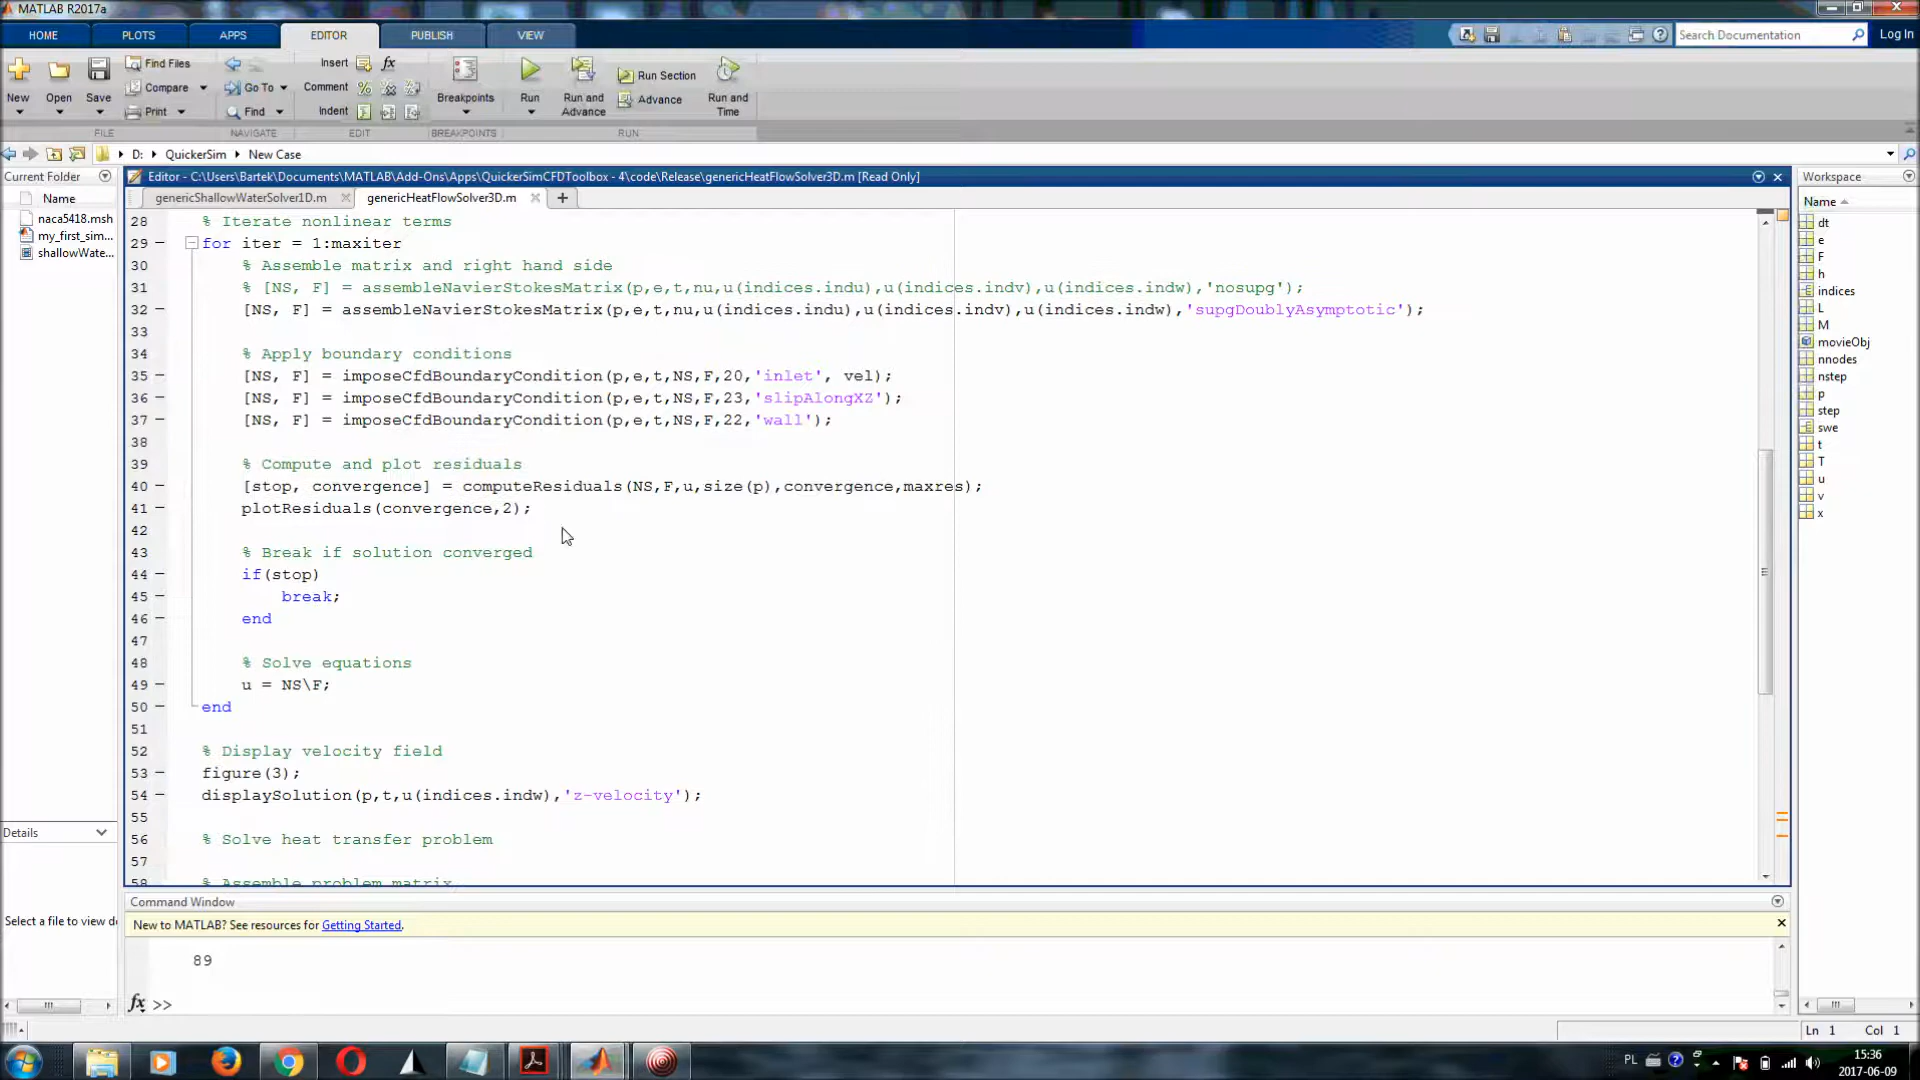 MATLAB R2017a
HOME PLOTS APPS EDITOR PUBLISH VIEW
Search Documentation Log In
New Open Save Find Files Compare Print
Go To Find
Insert fx
Comment
Indent
Breakpoints Run Run and Advance Run Section Advance Run and Time
FILE NAVIGATE EDIT BREAKPOINTS RUN
D: QuickerSim New Case
Current Folder
Name
naca5418.msh
my_first_sim...
shallowWate...
Details
Select a file to view de
Editor - C:\Users\Bartek\Documents\MATLAB\Add-Ons\Apps\QuickerSimCFDToolbox - 4\code\Release\genericHeatFlowSolver3D.m [Read Only]
genericShallowWaterSolver1D.m genericHeatFlowSolver3D.m
28 % Iterate nonlinear terms
29 for iter = 1:maxiter
30 % Assemble matrix and right hand side
31 % [NS, F] = assembleNavierStokesMatrix(p,e,t,nu,u(indices.indu),u(indices.indv),u(indices.indw),'nosupg');
32 [NS, F] = assembleNavierStokesMatrix(p,e,t,nu,u(indices.indu),u(indices.indv),u(indices.indw),'supgDoublyAsymptotic');
33
34 % Apply boundary conditions
35 [NS, F] = imposeCfdBoundaryCondition(p,e,t,NS,F,20,'inlet', vel);
36 [NS, F] = imposeCfdBoundaryCondition(p,e,t,NS,F,23,'slipAlongXZ');
37 [NS, F] = imposeCfdBoundaryCondition(p,e,t,NS,F,22,'wall');
38
39 % Compute and plot residuals
40 [stop, convergence] = computeResiduals(NS,F,u,size(p),convergence,maxres);
41 plotResiduals(convergence,2);
42
43 % Break if solution converged
44 if(stop)
45 break;
46 end
47
48 % Solve equations
49 u = NS\F;
50 end
51
52 % Display velocity field
53 figure(3);
54 displaySolution(p,t,u(indices.indw),'z-velocity');
55
56 % Solve heat transfer problem
57
58 % Assemble problem matrix
Command Window
New to MATLAB? See resources for Getting Started.
89
fx >>
Workspace
Name
dt
e
F
h
indices
L
M
movieObj
nnodes
nstep
p
step
swe
t
T
u
v
x
Ln 1 Col 1
PL
15:36
2017-06-09